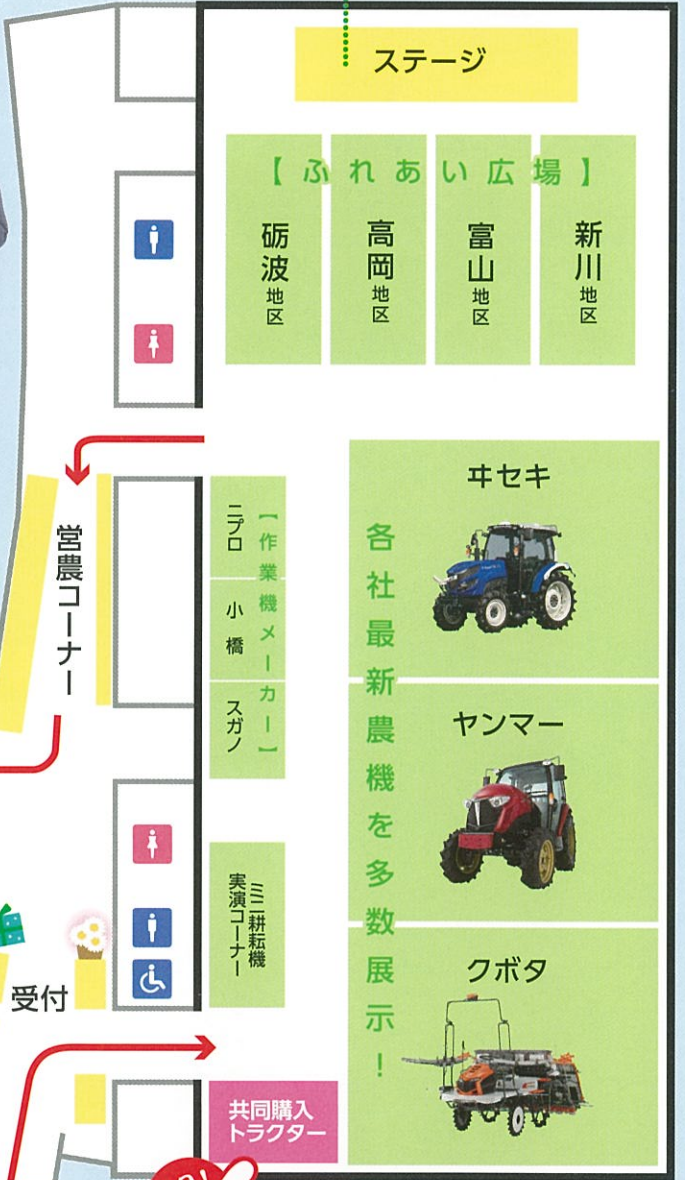 ステージ
【ふれあい広場】
砺波地区
高岡地区
富山地区
新川地区
営農コーナー
【作業機メーカー】
ニプロ
小橋
スガノ
各社最新農機を多数展示!
ヰセキ
ヤンマー
クボタ
ミニ耕耘機
実演コーナー
受付
共同購入
トラクター